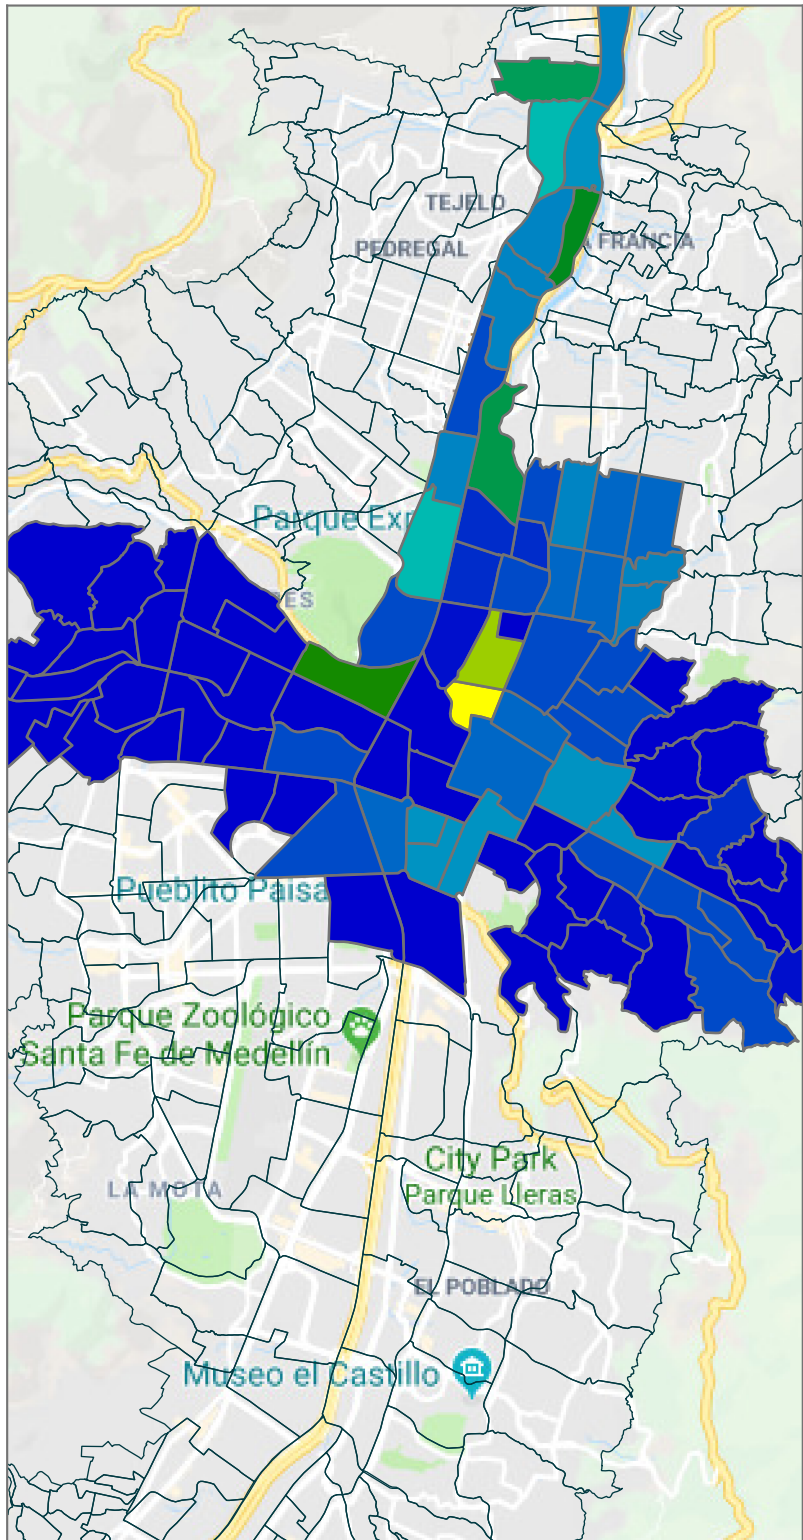 TEJELO
PEDREGAL
FRANCIA
Parque Exp
Pueblito Paisa
Parque Zoológico
Santa Fe de Medellín
City Park
Parque Lleras
LA MOTA
EL POBLADO
Museo el Castillo